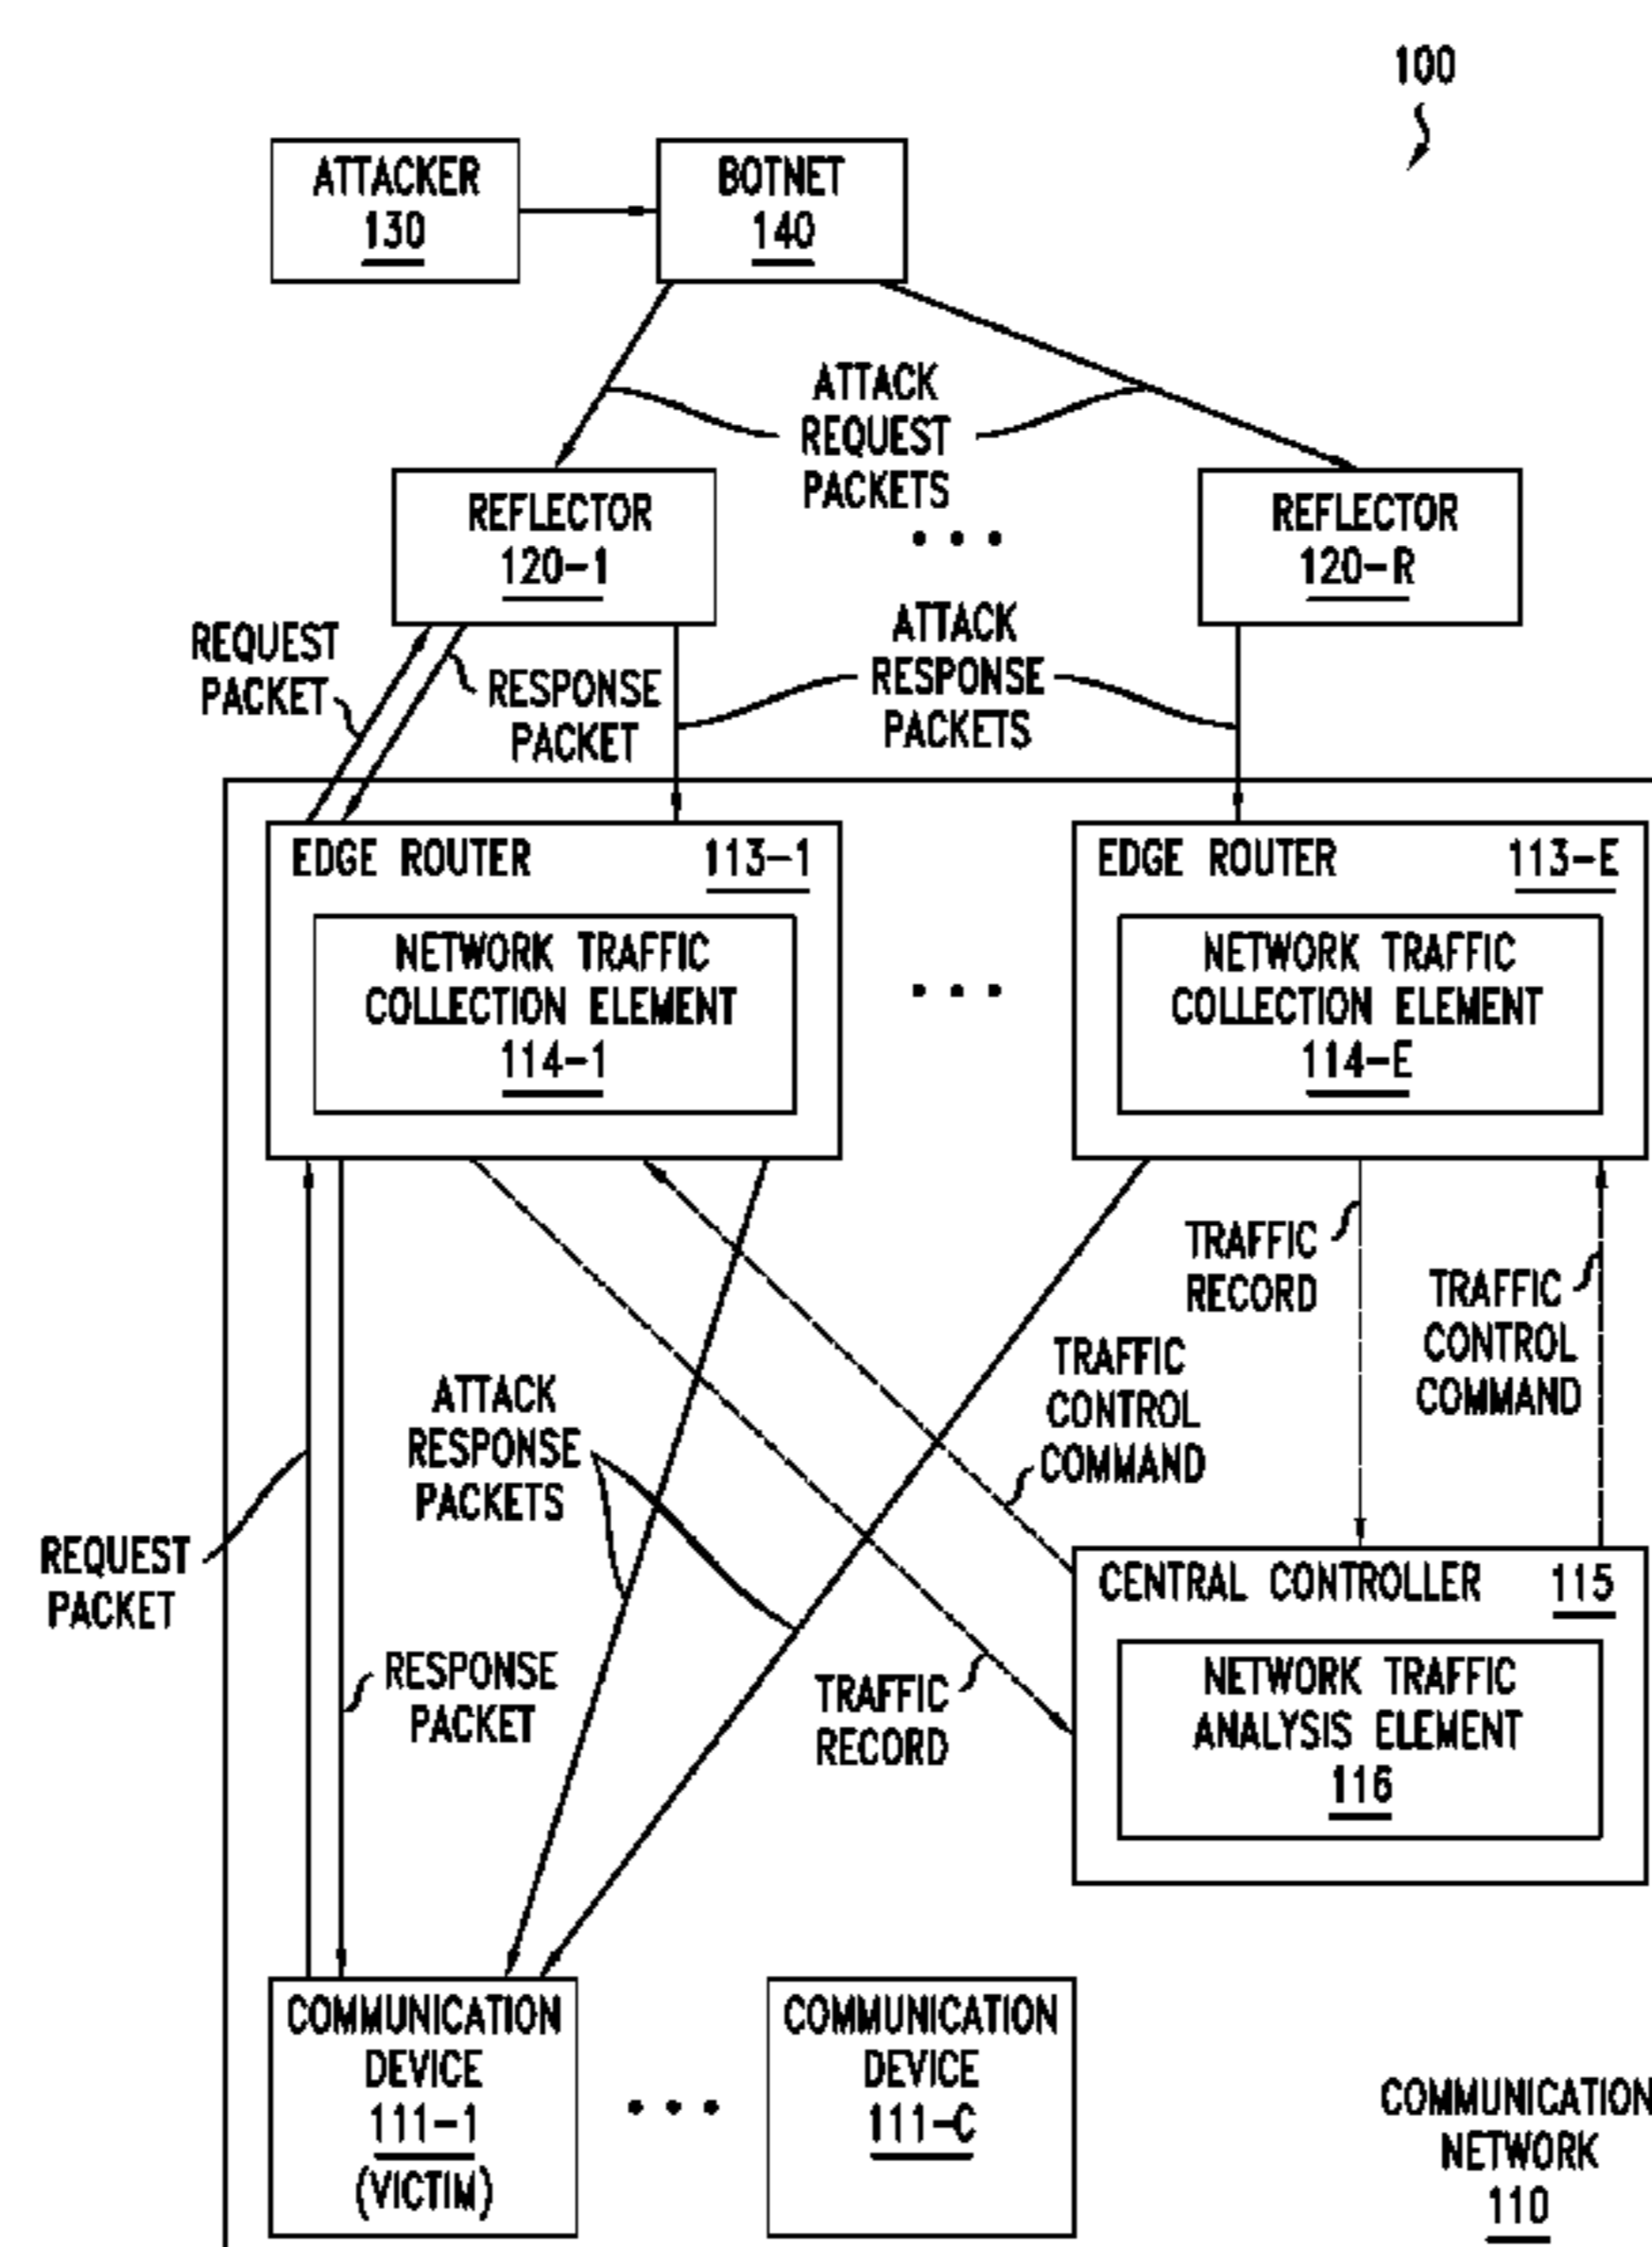 100
ATTACKER
130
BOTNET
140
ATTACK
REQUEST
PACKETS
REFLECTOR
120-1
REFLECTOR
120-R
REQUEST
PACKET
RESPONSE
PACKET
ATTACK
RESPONSE
PACKETS
EDGE ROUTER 113-1
NETWORK TRAFFIC
COLLECTION ELEMENT
114-1
EDGE ROUTER 113-E
NETWORK TRAFFIC
COLLECTION ELEMENT
114-E
TRAFFIC
RECORD
TRAFFIC
CONTROL
COMMAND
TRAFFIC
CONTROL
COMMAND
ATTACK
RESPONSE
PACKETS
REQUEST
PACKET
RESPONSE
PACKET
TRAFFIC
RECORD
CENTRAL CONTROLLER 115
NETWORK TRAFFIC
ANALYSIS ELEMENT
116
COMMUNICATION
DEVICE
111-1
(VICTIM)
COMMUNICATION
DEVICE
111-C
COMMUNICATION
NETWORK
110